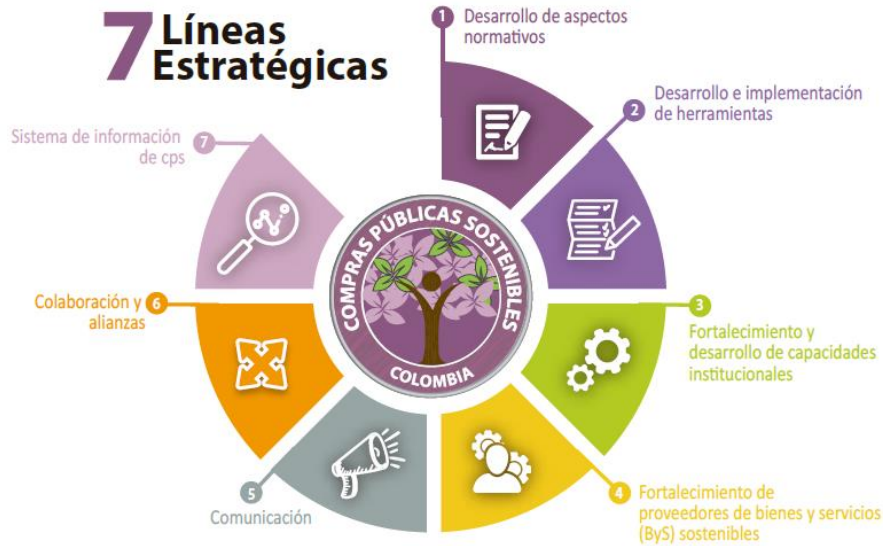 7 Líneas
Estratégicas
1 Desarrollo de aspectos
normativos
2 Desarrollo e implementación
de herramientas
3 Fortalecimiento y
desarrollo de capacidades
institucionales
4 Fortalecimiento de
proveedores de bienes y servicios
(ByS) sostenibles
5 Comunicación
6 Colaboración y
alianzas
7 Sistema de información
de cps
COMPRAS PÚBLICAS SOSTENIBLES
COLOMBIA